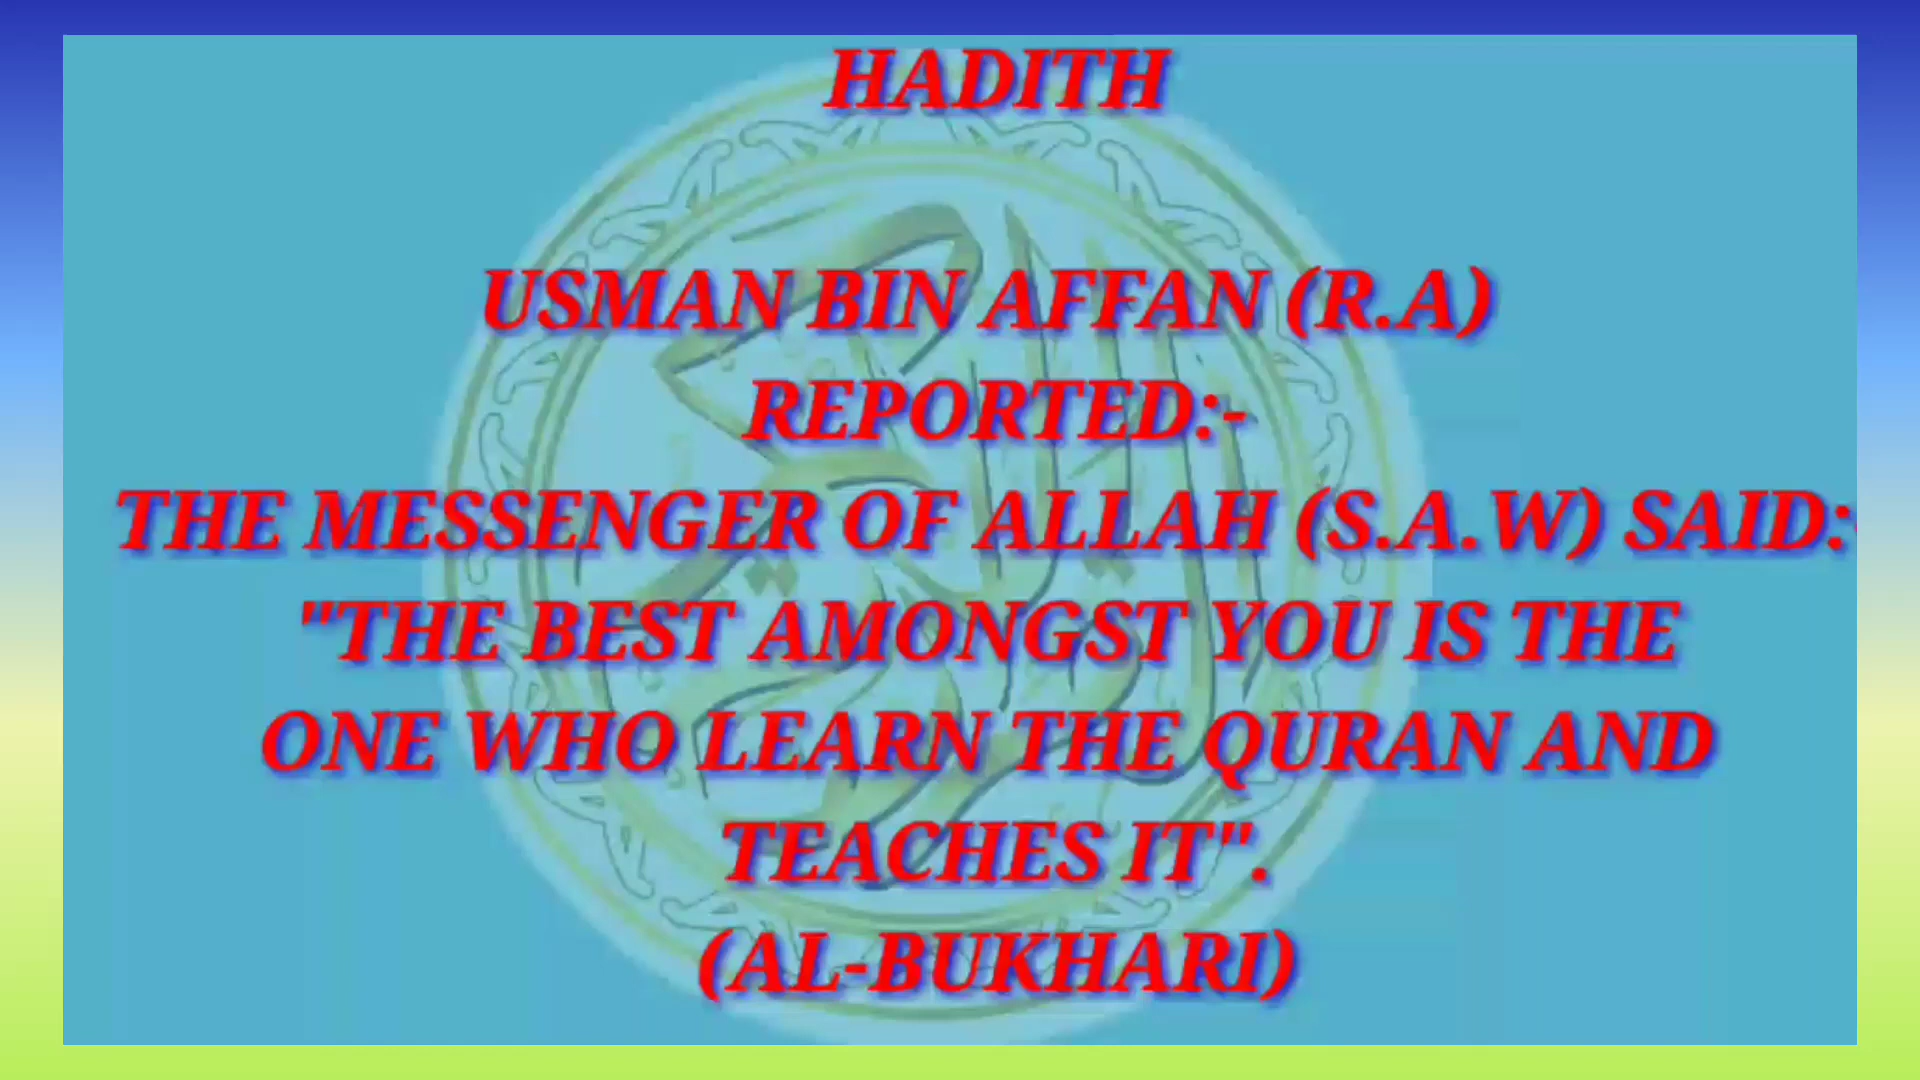 HADITH
USMAN BIN AFFAN (R.A)
REPORTED:-
THE MESSENGER OF ALLAH (S.A.W) SAID:-
"THE BEST AMONGST YOU IS THE
ONE WHO LEARN THE QURAN AND
TEACHES IT".
(AL-BUKHARI)